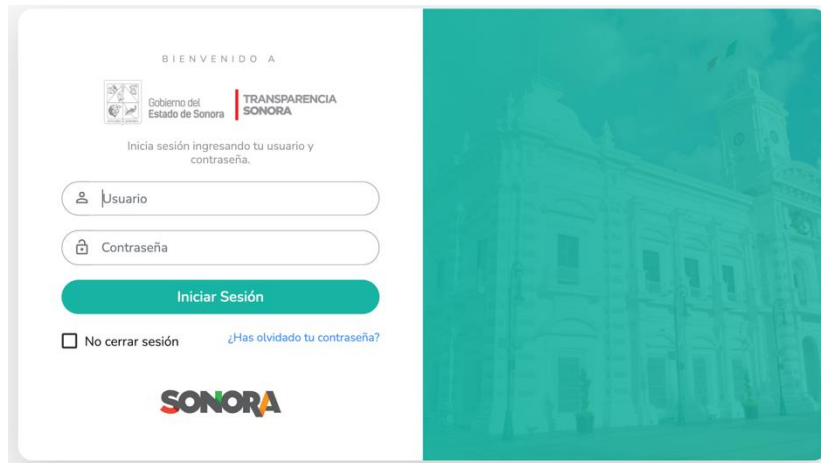 BIENVENIDO A
Gobierno del
Estado de Sonora
TRANSPARENCIA
SONORA
Inicia sesión ingresando tu usuario y
contraseña.
Usuario
Contraseña
Iniciar Sesión
No cerrar sesión
¿Has olvidado tu contraseña?
SONORA